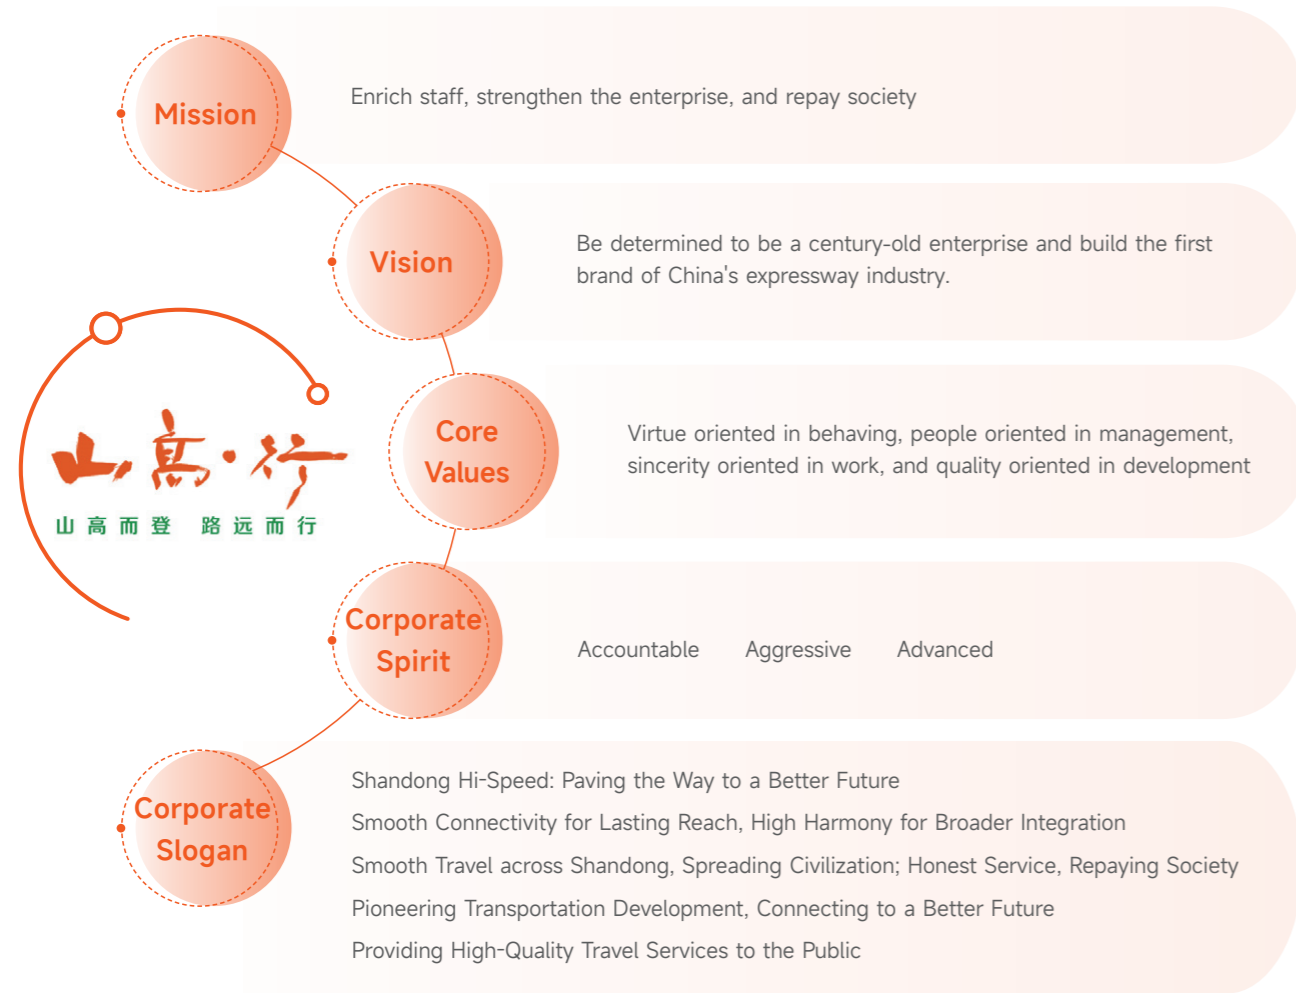 Mission
Enrich staff, strengthen the enterprise, and repay society
Vision
Be determined to be a century-old enterprise and build the first
brand of China's expressway industry.
山高·行
山高而登 路远而行
Core
Values
Virtue oriented in behaving, people oriented in management,
sincerity oriented in work, and quality oriented in development
Corporate
Spirit
Accountable Aggressive Advanced
Corporate
Slogan
Shandong Hi-Speed: Paving the Way to a Better Future
Smooth Connectivity for Lasting Reach, High Harmony for Broader Integration
Smooth Travel across Shandong, Spreading Civilization; Honest Service, Repaying Society
Pioneering Transportation Development, Connecting to a Better Future
Providing High-Quality Travel Services to the Public